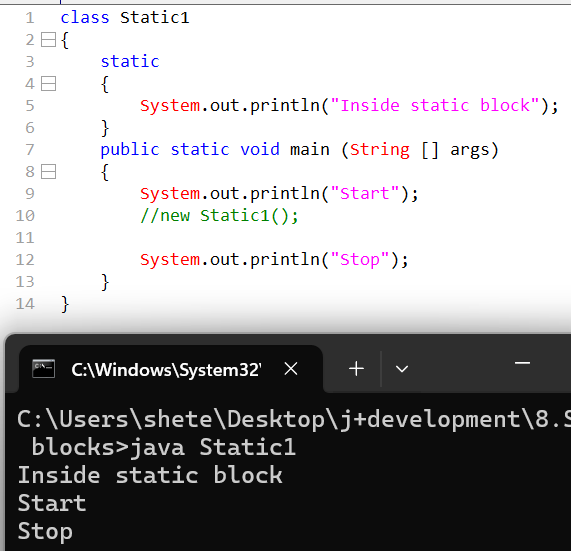 1 class Static1
2 {
3 static
4 {
5 System.out.println("Inside static block");
6 }
7 public static void main (String [] args)
8 {
9 System.out.println("Start");
10 //new Static1();
11
12 System.out.println("Stop");
13 }
14 }
C:\Windows\System32\
C:\Users\shete\Desktop\j+development\8.S
blocks>java Static1
Inside static block
Start
Stop